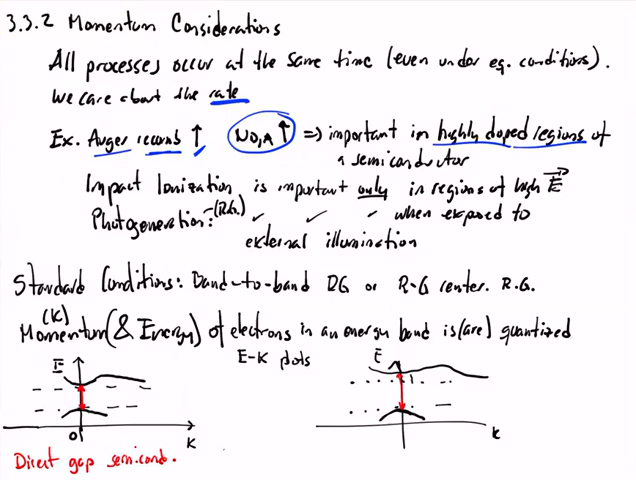 3.3.2 Momentum Considerations
All processes occur at the same time (even under eq. conditions).
We care about the rate
Ex. Auger recomb ↑ ND,A ↑ ⇒ important in highly doped regions of
a semiconductor
Impact Ionization is important only in regions of high E
Photogeneration: (R.G.) ✓ ✓ ✓ when exposed to
external illumination
Standard Conditions: Band-to-band or R-G center. R.G.
(K)
Momentum (& Energy) of electrons in an energy band is (are) quantized
E-K plots
E
E
0
K
K
Direct gap semicond.